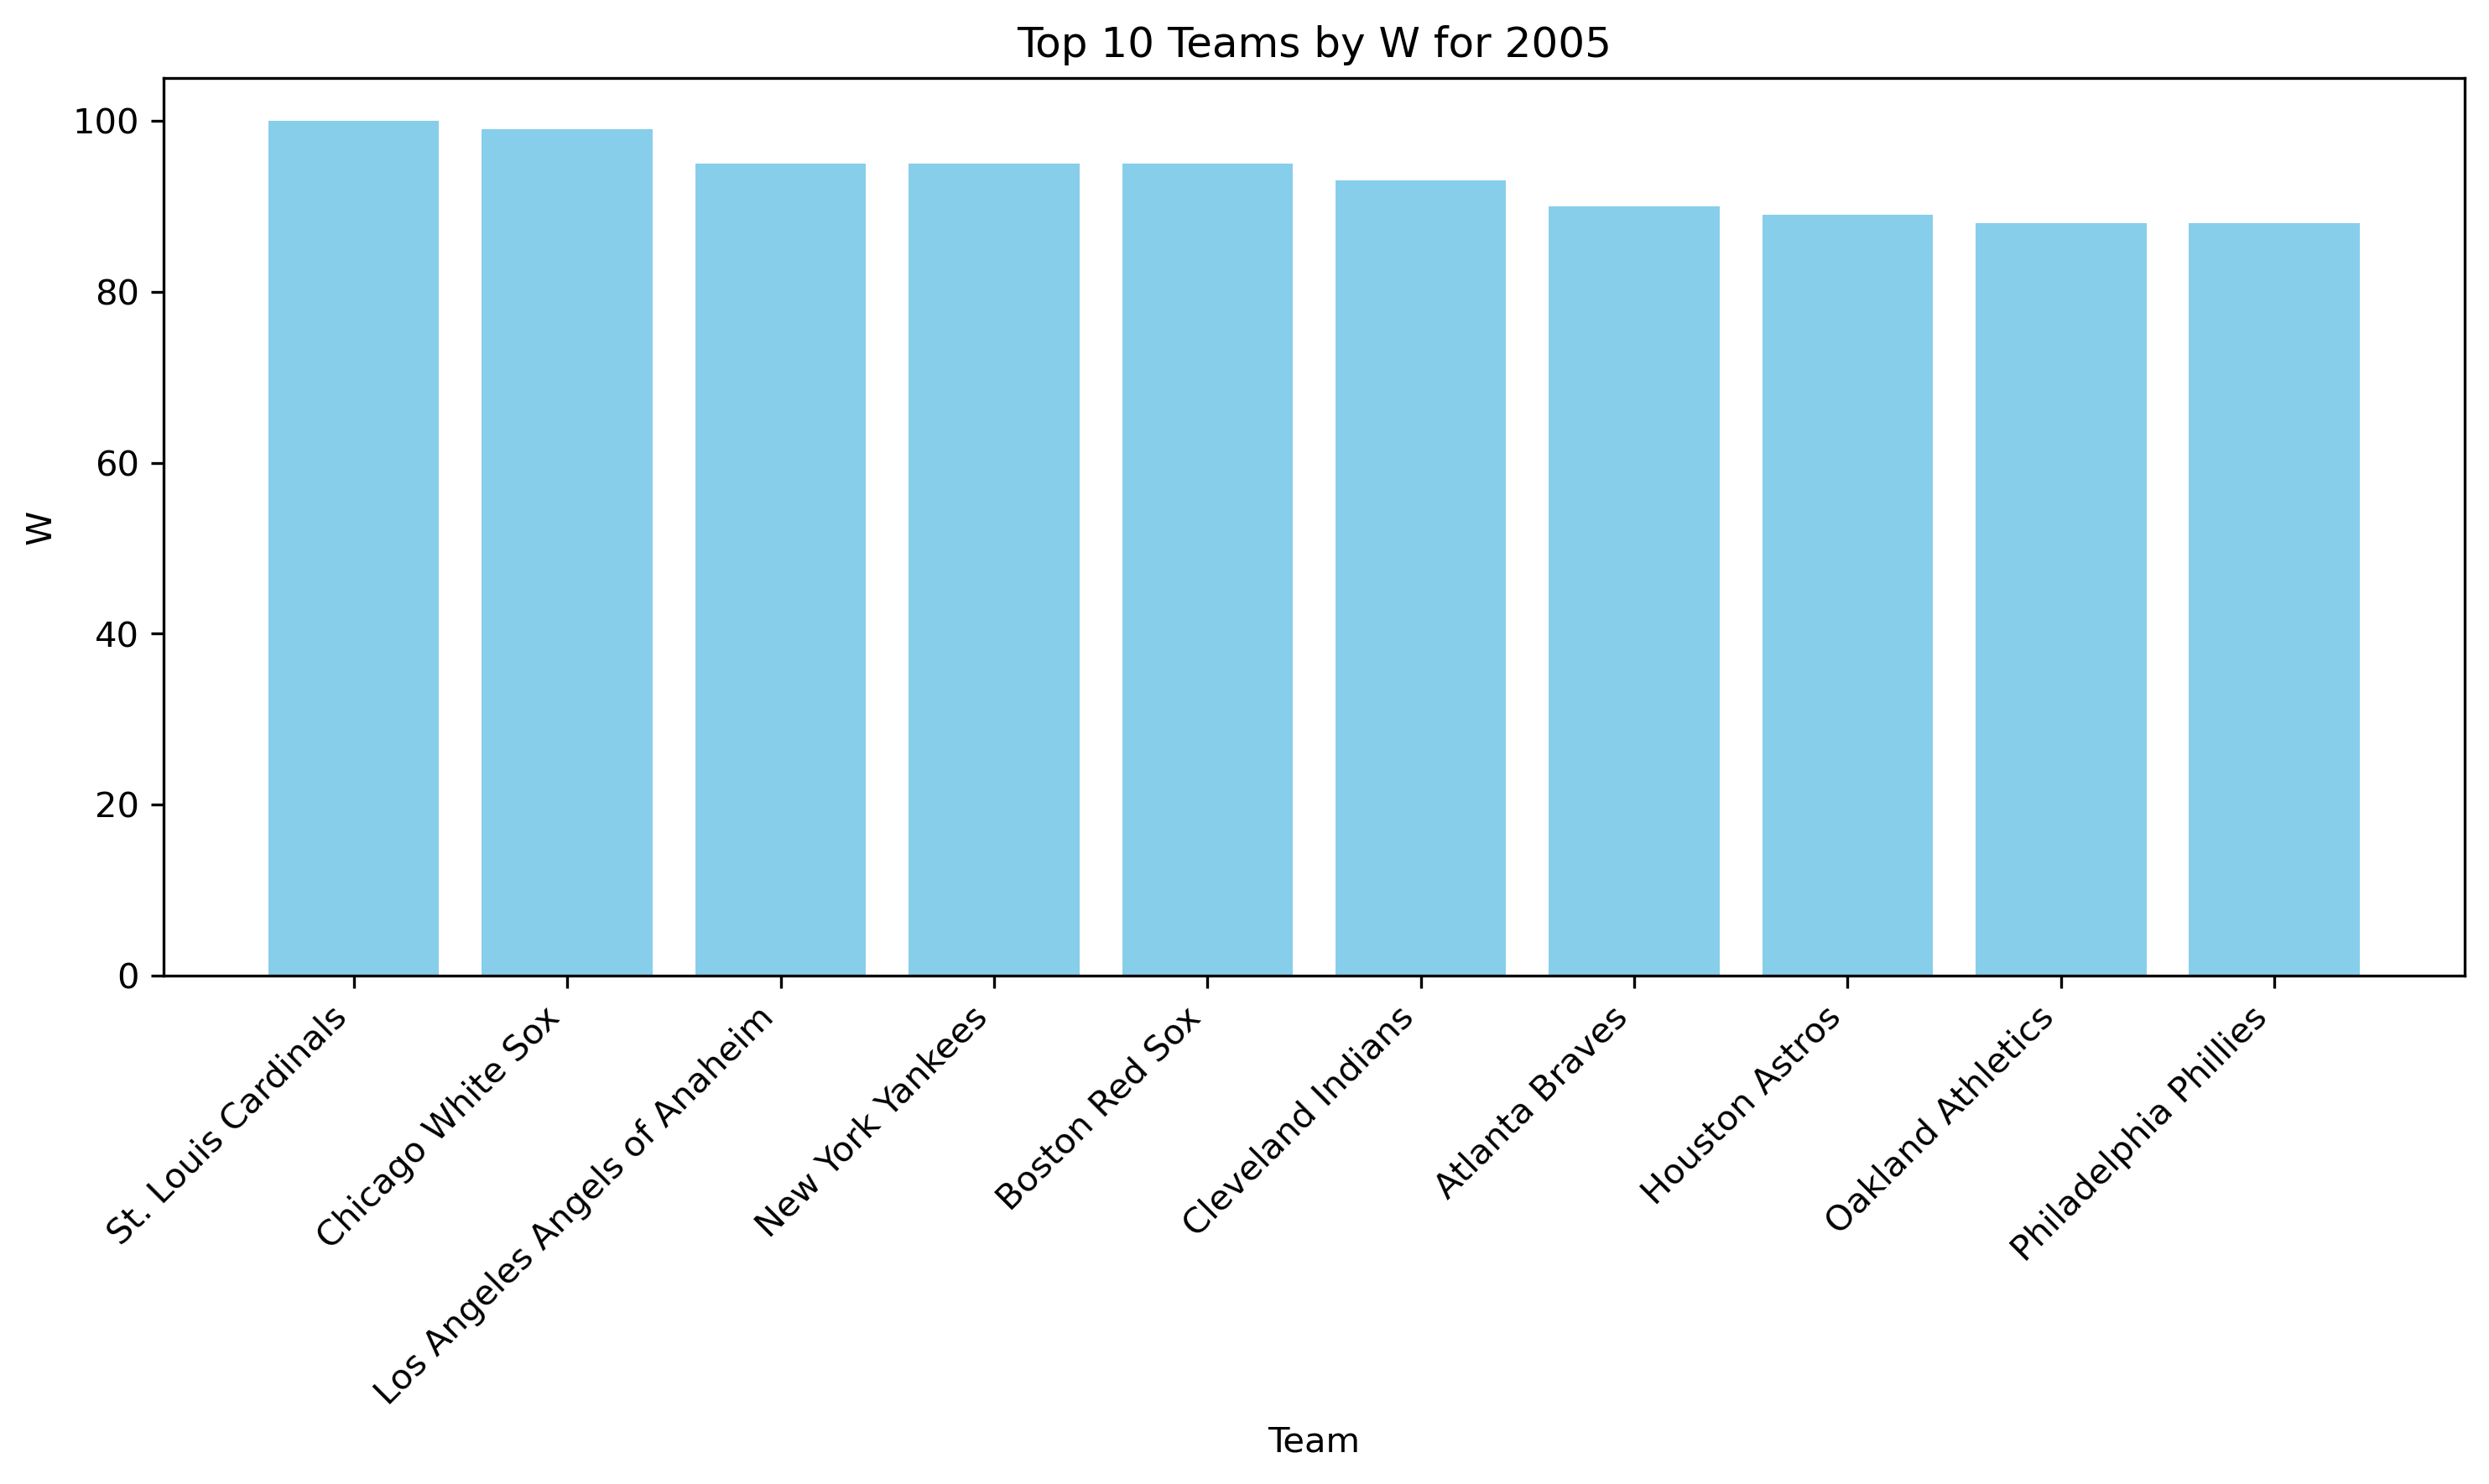 Top 10 Teams by W for 2005
100
80
60
40
20
0
W
St. Louis Cardinals
Chicago White Sox
Los Angeles Angels of Anaheim
New York Yankees
Boston Red Sox
Cleveland Indians
Atlanta Braves
Houston Astros
Oakland Athletics
Philadelphia Phillies
Team